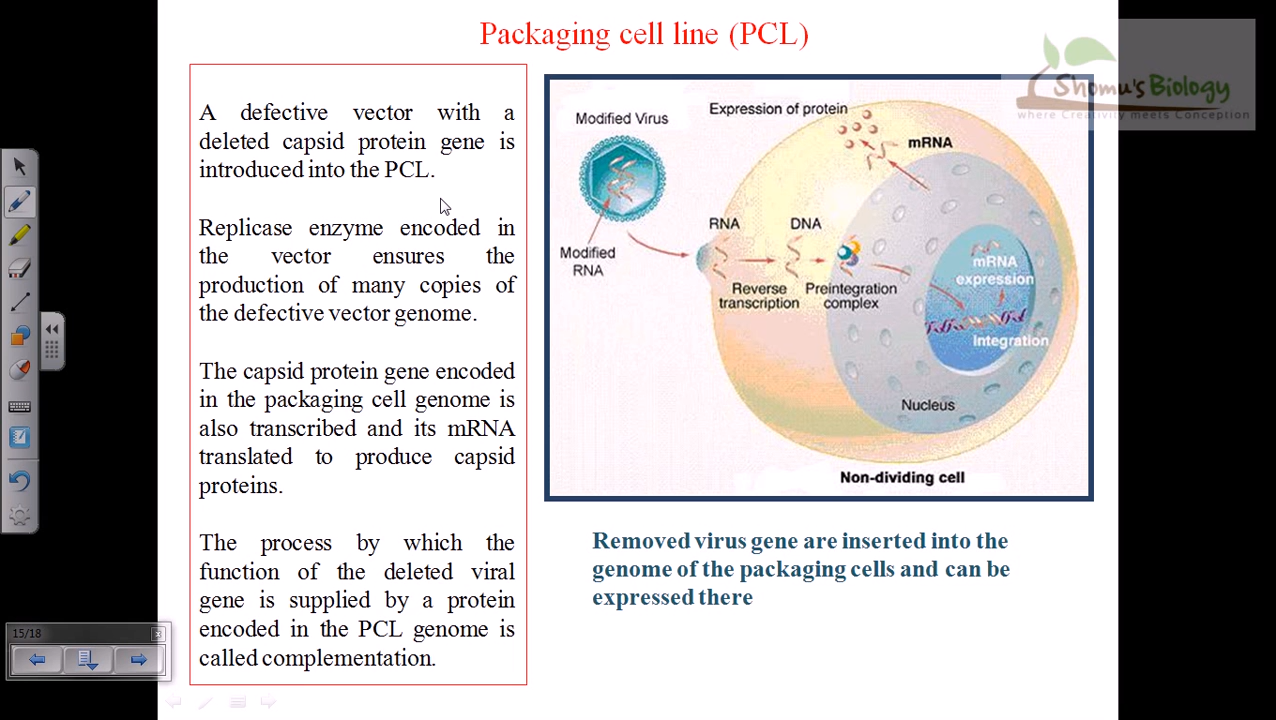 Packaging cell line (PCL)
A defective vector with a
deleted capsid protein gene is
introduced into the PCL.
Replicase enzyme encoded in
the vector ensures the
production of many copies of
the defective vector genome.
The capsid protein gene encoded
in the packaging cell genome is
also transcribed and its mRNA
translated to produce capsid
proteins.
The process by which the
function of the deleted viral
gene is supplied by a protein
encoded in the PCL genome is
called complementation.
Shomu's Biology
where Creativity meets Conception
Expression of protein
Modified Virus
mRNA
RNA
DNA
Modified
RNA
Reverse
transcription
Preintegration
complex
mRNA
expression
Integration
Nucleus
Non-dividing cell
Removed virus gene are inserted into the
genome of the packaging cells and can be
expressed there
15/18